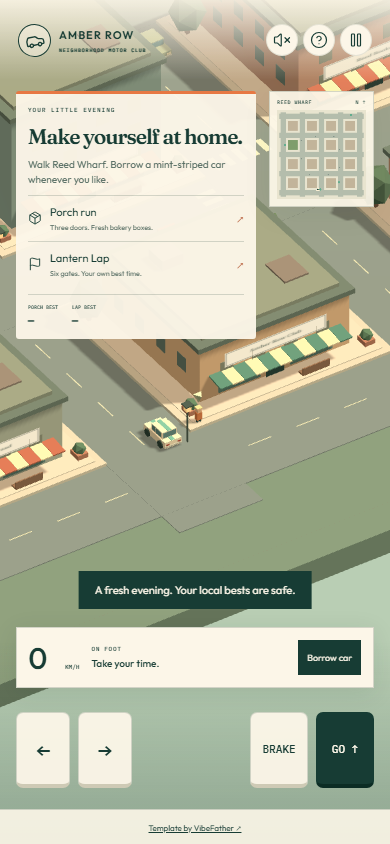 AMBER ROW
NEIGHBORHOOD MOTOR CLUB
YOUR LITTLE EVENING
REED WHARF
N ↑
Make yourself at home.
Walk Reed Wharf. Borrow a mint-striped car
whenever you like.
Porch run
↗
Three doors. Fresh bakery boxes.
Lantern Lap
↗
Six gates. Your own best time.
PORCH BEST
LAP BEST
–
–
A fresh evening. Your local bests are safe.
0
KM/H
ON FOOT
Take your time.
Borrow car
←
→
BRAKE
GO ↑
Template by VibeFather ↗